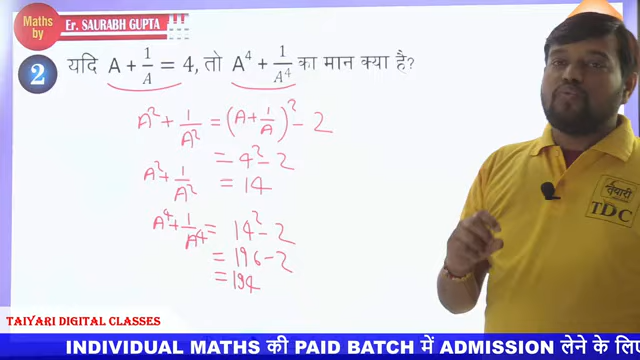 Maths by
Er. SAURABH GUPTA
2
यदि A + 1/A = 4, तो A⁴ + 1/A⁴ का मान क्या है?
A² + 1/A² = (A + 1/A)² - 2
= 4² - 2
A² + 1/A² = 14
A⁴ + 1/A⁴ = 14² - 2
= 196 - 2
= 194
तैयारी
TDC
TAIYARI DIGITAL CLASSES
INDIVIDUAL MATHS की PAID BATCH में ADMISSION लेने के लिए